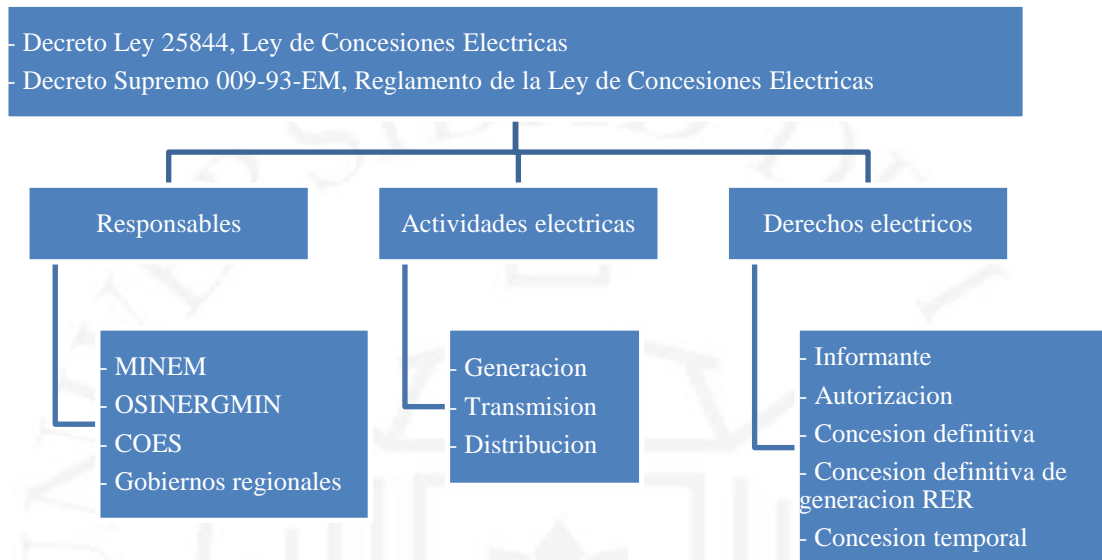 - Decreto Ley 25844, Ley de Concesiones Electricas
- Decreto Supremo 009-93-EM, Reglamento de la Ley de Concesiones Electricas
Responsables
Actividades electricas
Derechos electricos
- MINEM
- OSINERGMIN
- COES
- Gobiernos regionales
- Generacion
- Transmision
- Distribucion
- Informante
- Autorizacion
- Concesion definitiva
- Concesion definitiva de
generacion RER
- Concesion temporal